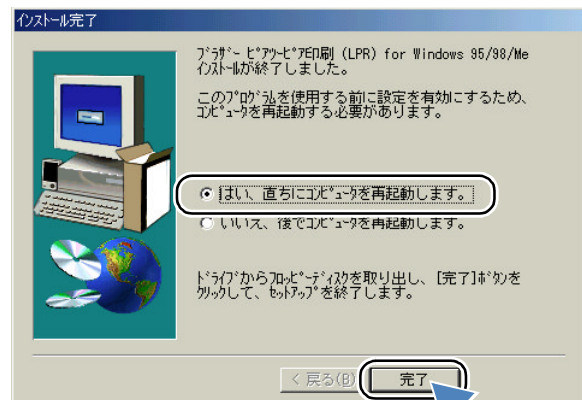 インストール完了
ブラザー ピアツーピア印刷 (LPR) for Windows 95/98/Me
インストールが終了しました。
このプログラムを使用する前に設定を有効にするため、
コンピュータを再起動する必要があります。
はい、直ちにコンピュータを再起動します。
いいえ、後でコンピュータを再起動します。
ドライブからフロッピーディスクを取り出し、[完了]ボタンを
クリックして、セットアップを終了します。
< 戻る(B)
完了